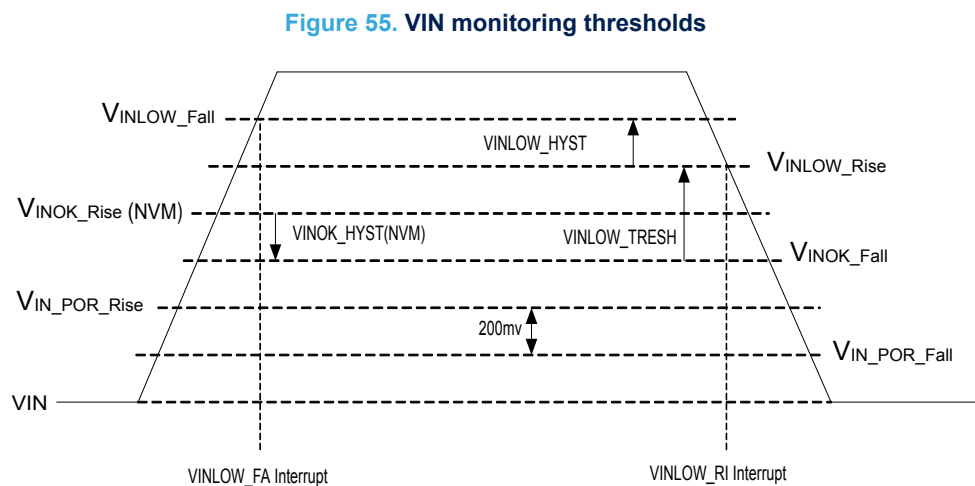 Figure 55. VIN monitoring thresholds
VINLOW_Fall
VINLOW_HYST
VINLOW_Rise
VINOK_Rise (NVM)
VINOK_HYST(NVM)
VINLOW_TRESH
VINOK_Fall
VIN_POR_Rise
200mv
VIN_POR_Fall
VIN
VINLOW_FA Interrupt
VINLOW_RI Interrupt